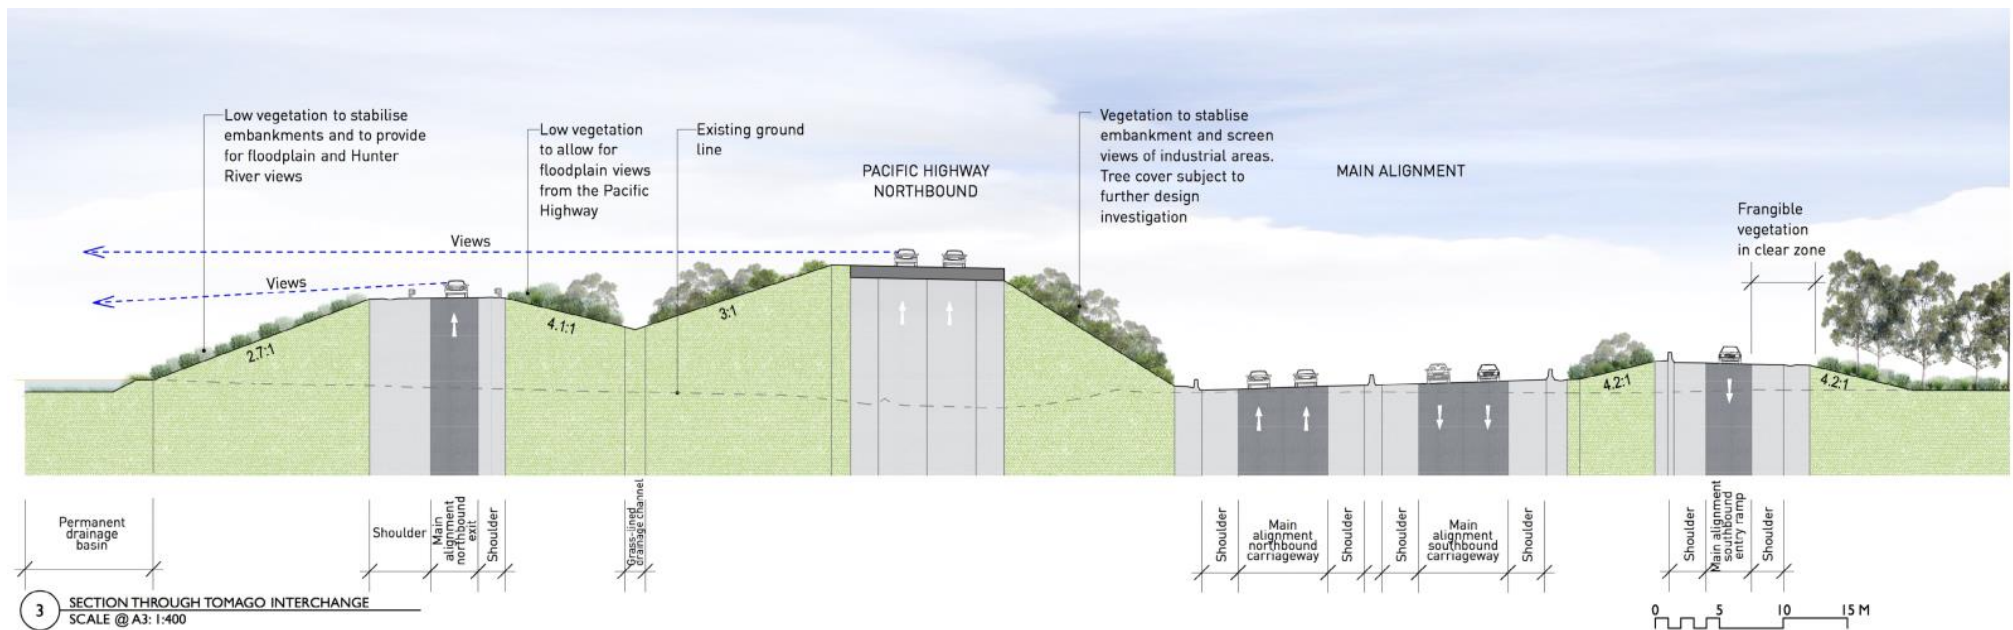 Low vegetation to stabilise
embankments and to provide
for floodplain and Hunter
River views
Low vegetation
to allow for
floodplain views
from the Pacific
Highway
Existing ground
line
PACIFIC HIGHWAY
NORTHBOUND
Vegetation to stablise
embankment and screen
views of industrial areas.
Tree cover subject to
further design
investigation
MAIN ALIGNMENT
Frangible
vegetation
in clear zone
Views
Views
2.7:1
4.1:1
3:1
4.2:1
4.2:1
Permanent
drainage
basin
Shoulder
Main
alignment
northbound
exit
Shoulder
Grass-lined
drainage channel
Shoulder
Main
alignment
northbound
carriageway
Shoulder
Shoulder
Main
alignment
southbound
carriageway
Shoulder
Shoulder
Main alignment
southbound
entry ramp
Shoulder
3
SECTION THROUGH TOMAGO INTERCHANGE
SCALE @ A3: 1:400
0 5 10 15 M